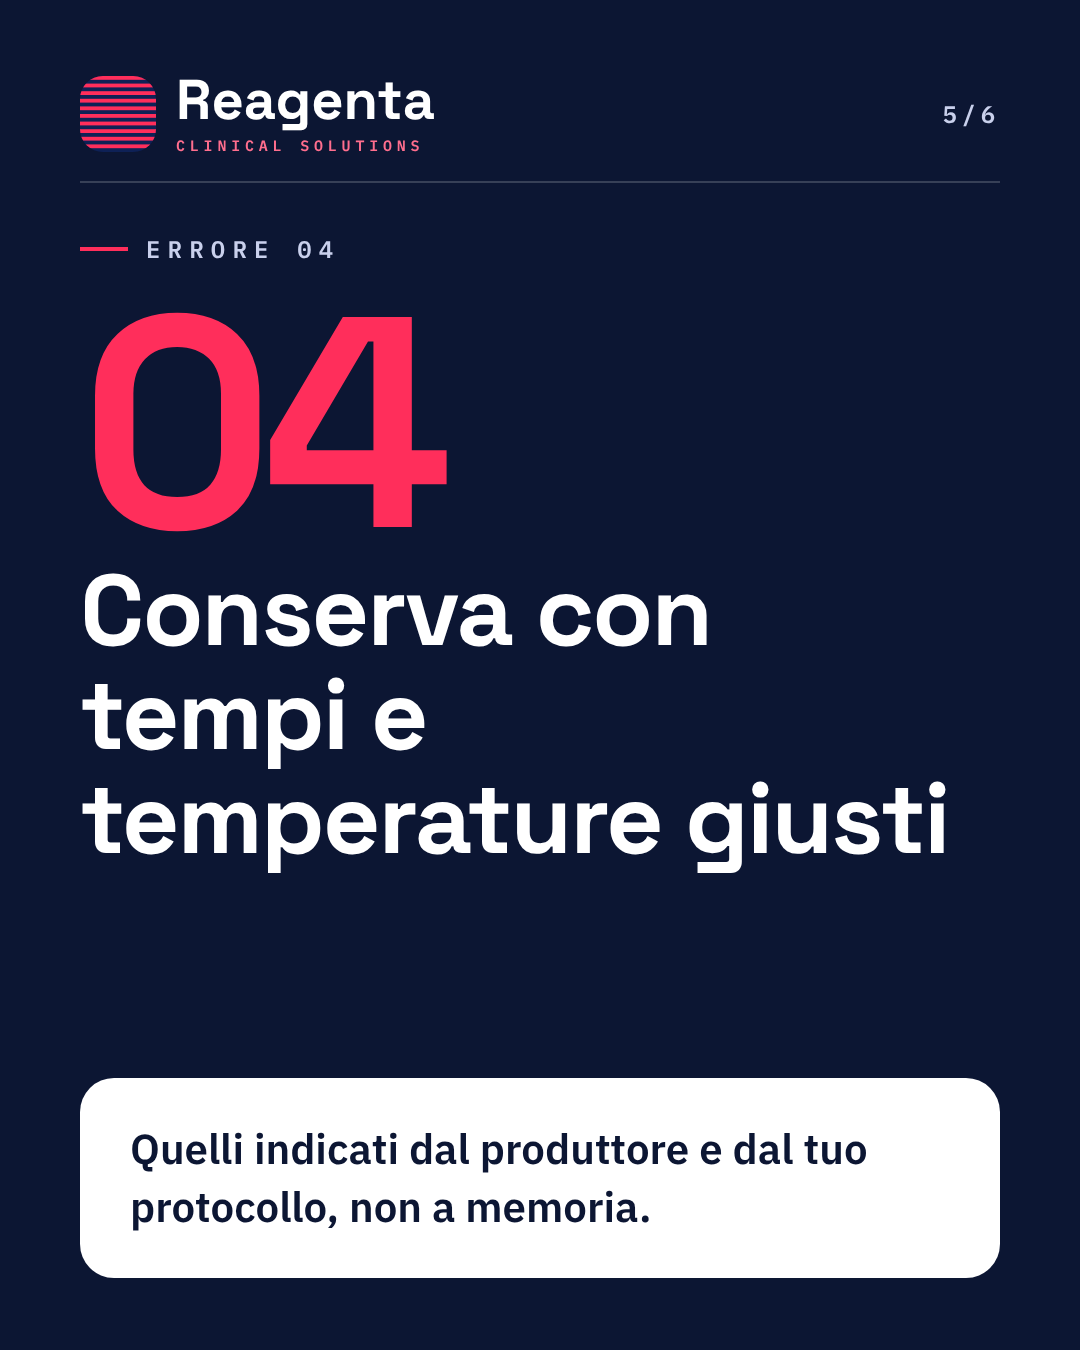 Reagenta
CLINICAL SOLUTIONS
5/6
ERRORE 04
04
Conserva con
tempi e
temperature giusti
Quelli indicati dal produttore e dal tuo
protocollo, non a memoria.